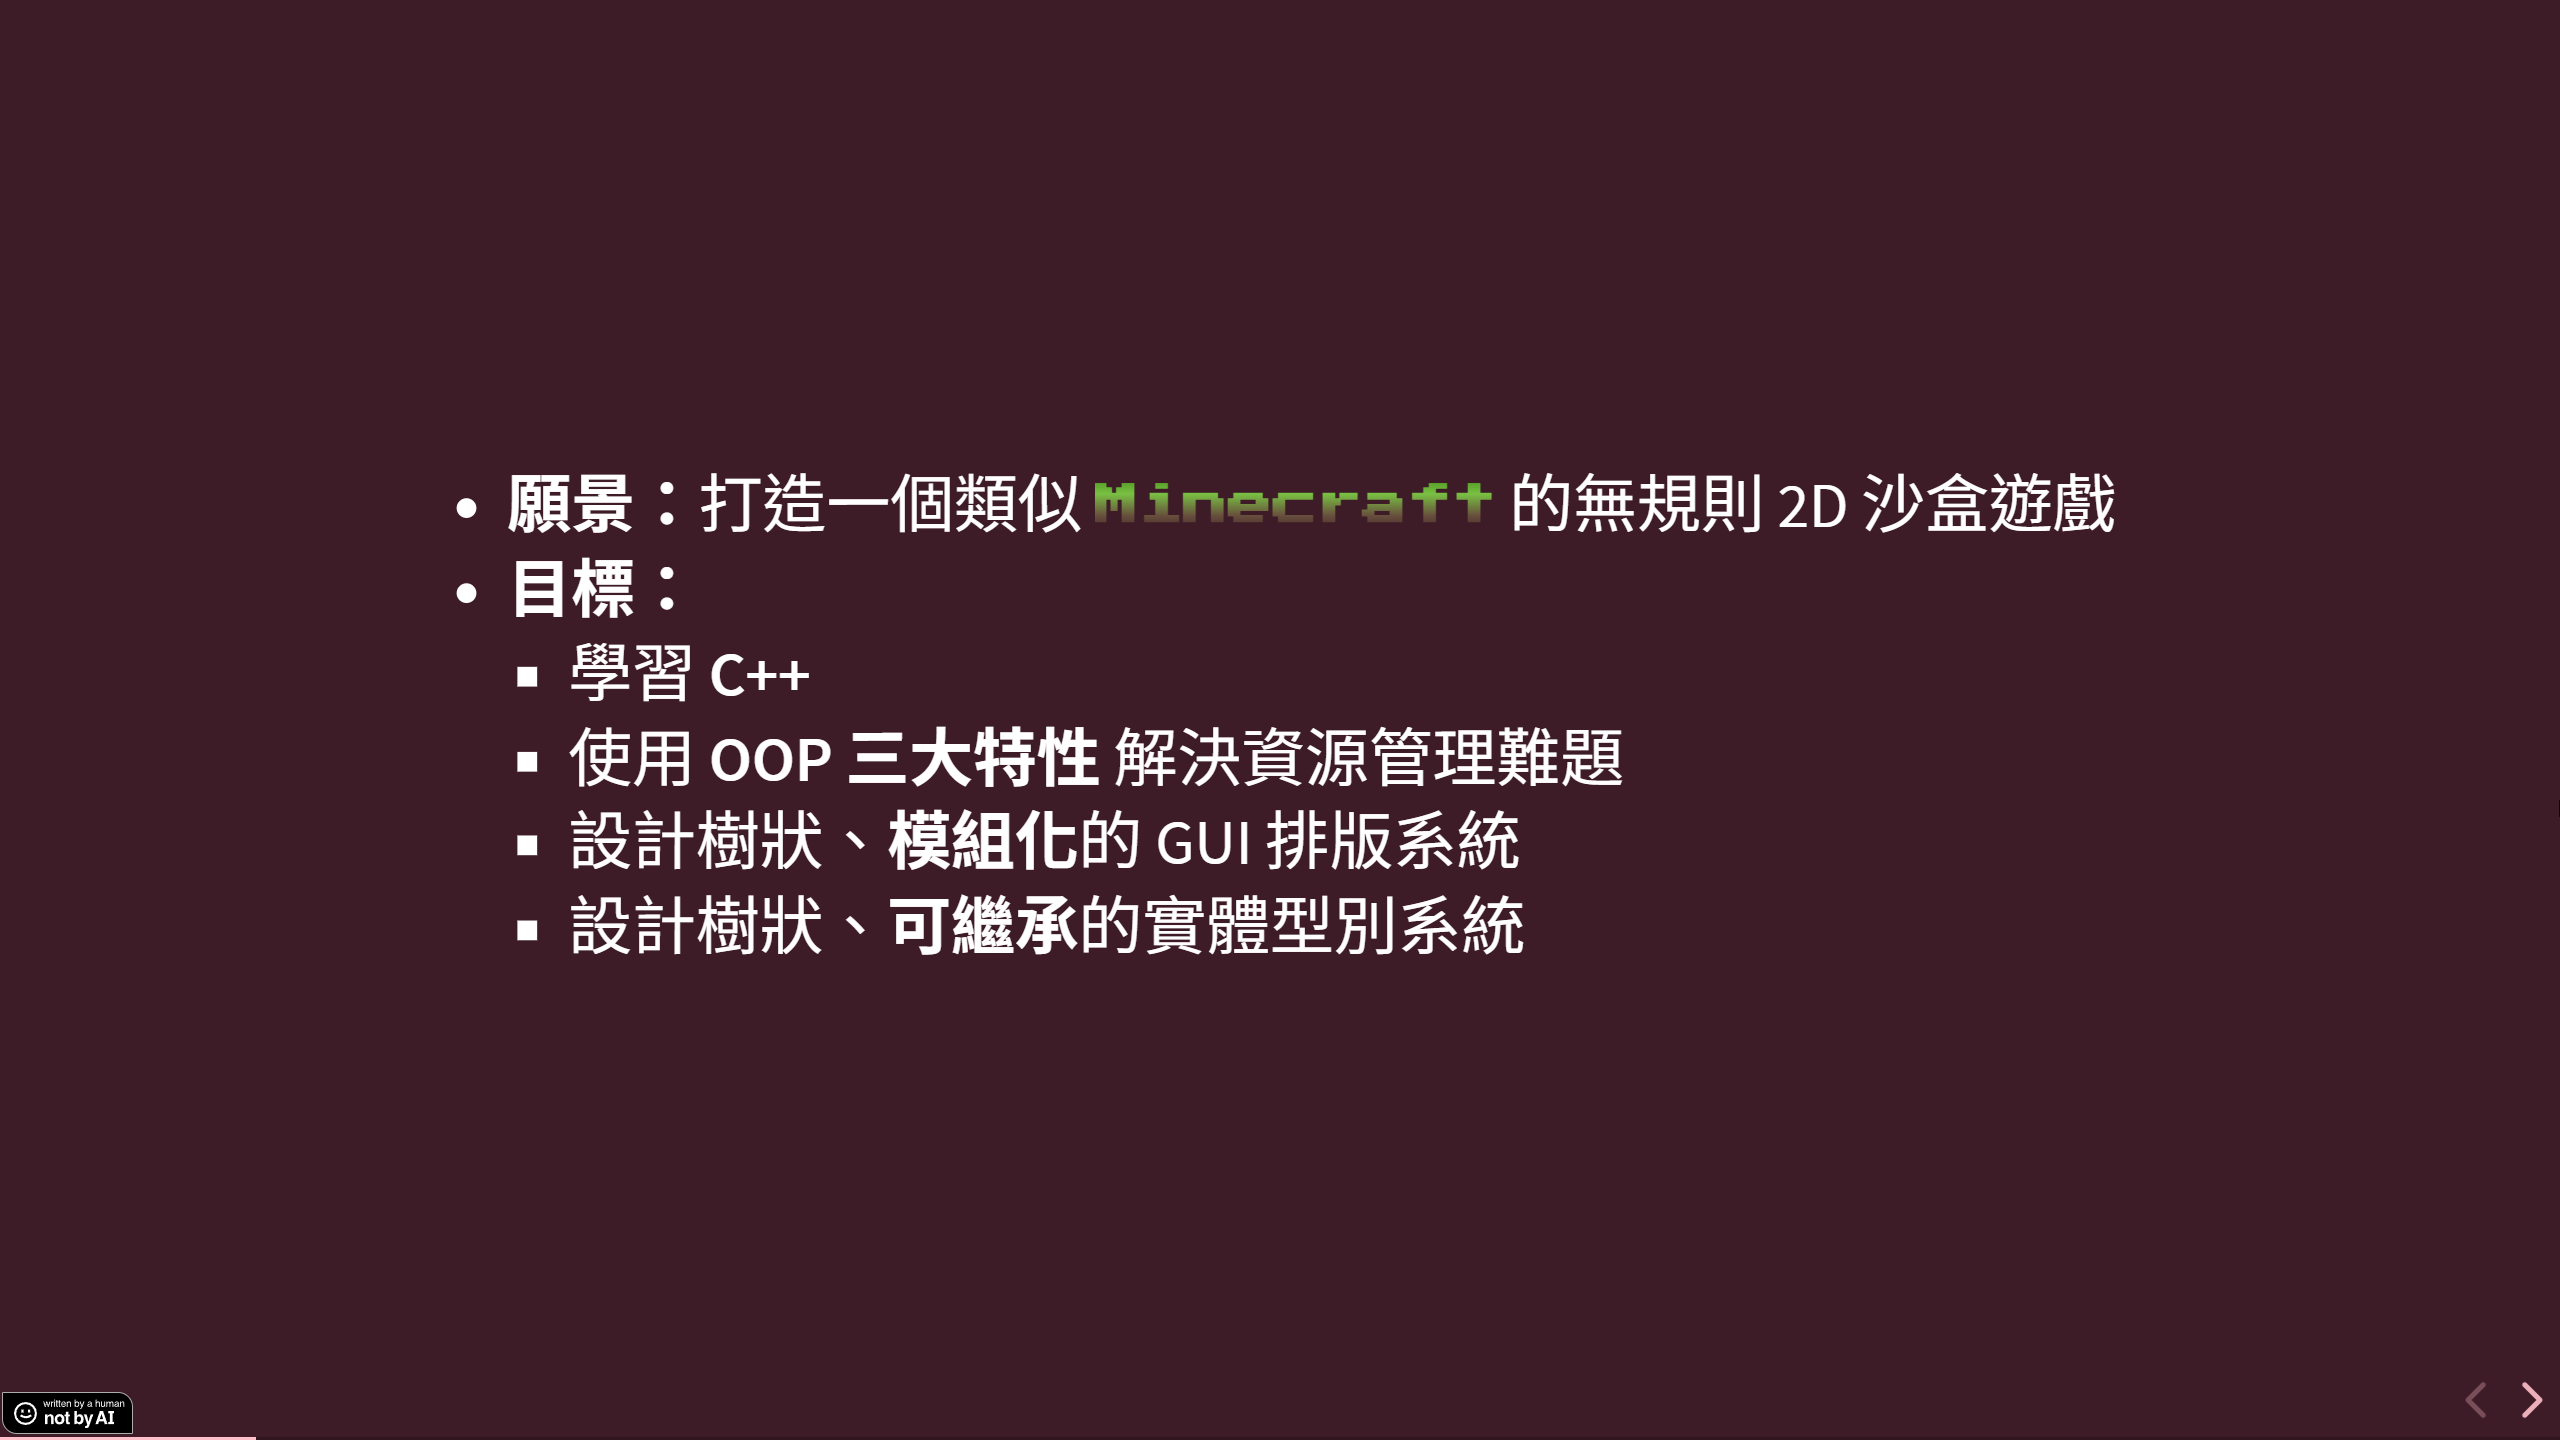 願景：打造一個類似 Minecraft 的無規則 2D 沙盒遊戲
目標：
學習 C++
使用 OOP 三大特性 解決資源管理難題
設計樹狀、模組化的 GUI 排版系統
設計樹狀、可繼承的實體型別系統
written by a human
not by AI